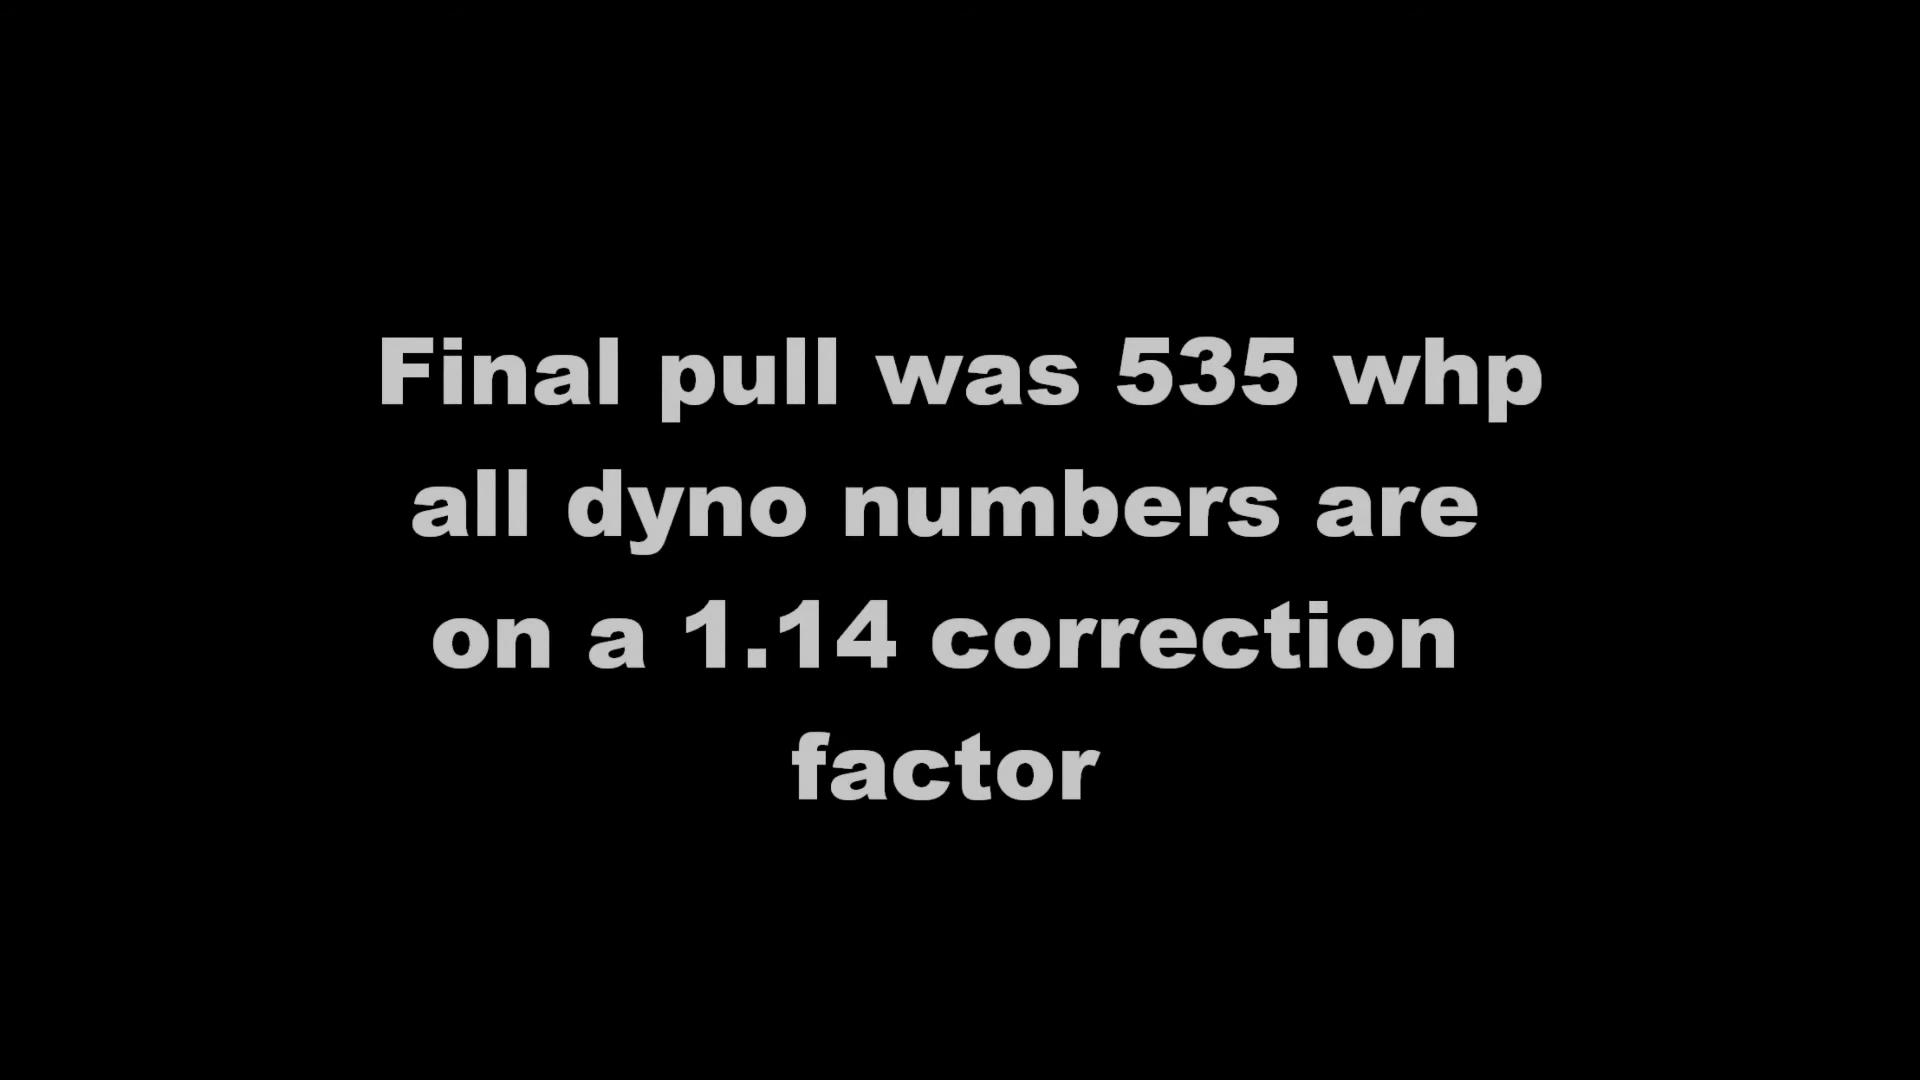 Final pull was 535 whp
all dyno numbers are
on a 1.14 correction
factor